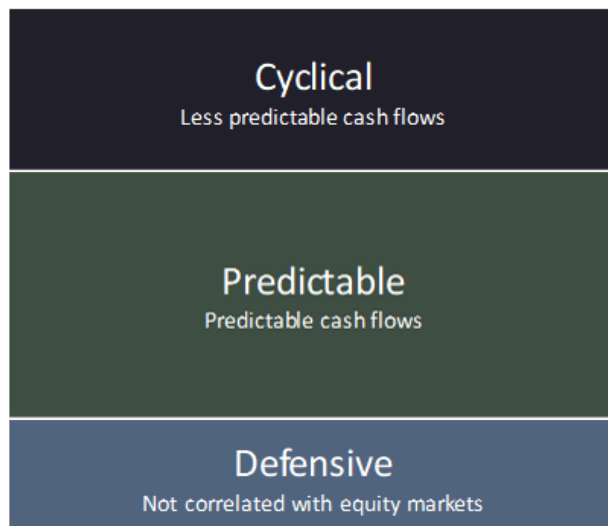 Cyclical
Less predictable cash flows
Predictable
Predictable cash flows
Defensive
Not correlated with equity markets